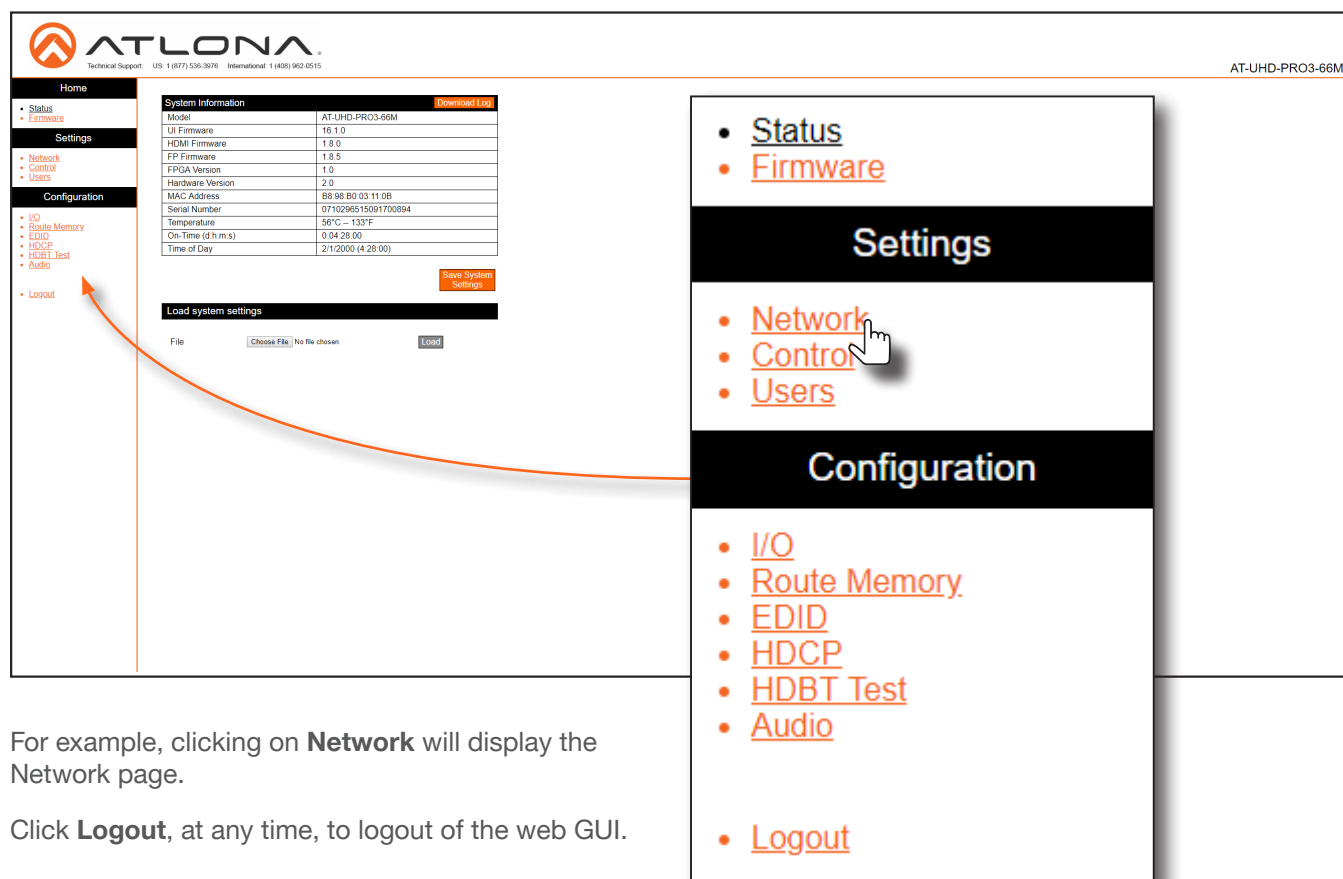 ATLONA.
Technical Support: US: 1 (877) 536-3976 International: 1 (408) 962-0515
AT-UHD-PRO3-66M
Home
• Status
• Firmware
Settings
• Network
• Control
• Users
Configuration
• I/O
• Route Memory
• EDID
• HDCP
• HDBT Test
• Audio
• Logout
System Information Download Log
Model AT-UHD-PRO3-66M
UI Firmware 16.1.0
HDMI Firmware 1.8.0
FP Firmware 1.8.5
FPGA Version 1.0
Hardware Version 2.0
MAC Address B8:98:B0:03:11:0B
Serial Number 0710296515091700894
Temperature 56°C -- 133°F
On-Time (d:h:m:s) 0:04:28:00
Time of Day 2/1/2000 (4:28:00)
Save System
Settings
Load system settings
File Choose File No file chosen Load
• Status
• Firmware
Settings
• Network
• Control
• Users
Configuration
• I/O
• Route Memory
• EDID
• HDCP
• HDBT Test
• Audio
• Logout
For example, clicking on Network will display the
Network page.
Click Logout, at any time, to logout of the web GUI.